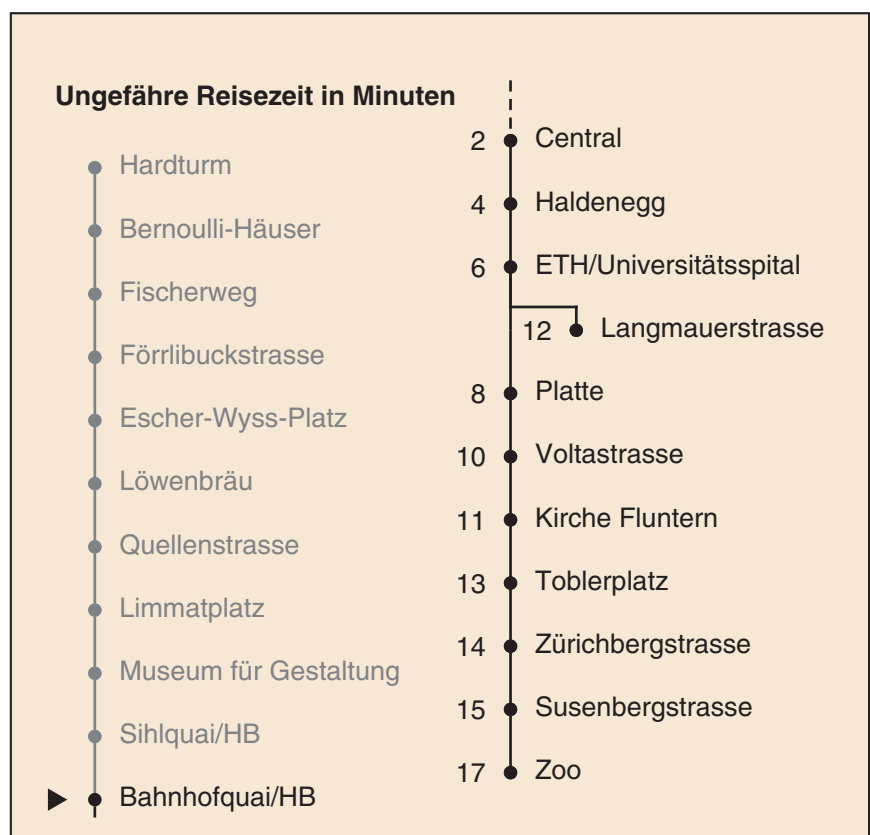 Ungefähre Reisezeit in Minuten
Hardturm
Bernoulli-Häuser
Fischerweg
Förrlibuckstrasse
Escher-Wyss-Platz
Löwenbräu
Quellenstrasse
Limmatplatz
Museum für Gestaltung
Sihlquai/HB
Bahnhofquai/HB
2 Central
4 Haldenegg
6 ETH/Universitätsspital
12 Langmauerstrasse
8 Platte
10 Voltastrasse
11 Kirche Fluntern
13 Toblerplatz
14 Zürichbergstrasse
15 Susenbergstrasse
17 Zoo